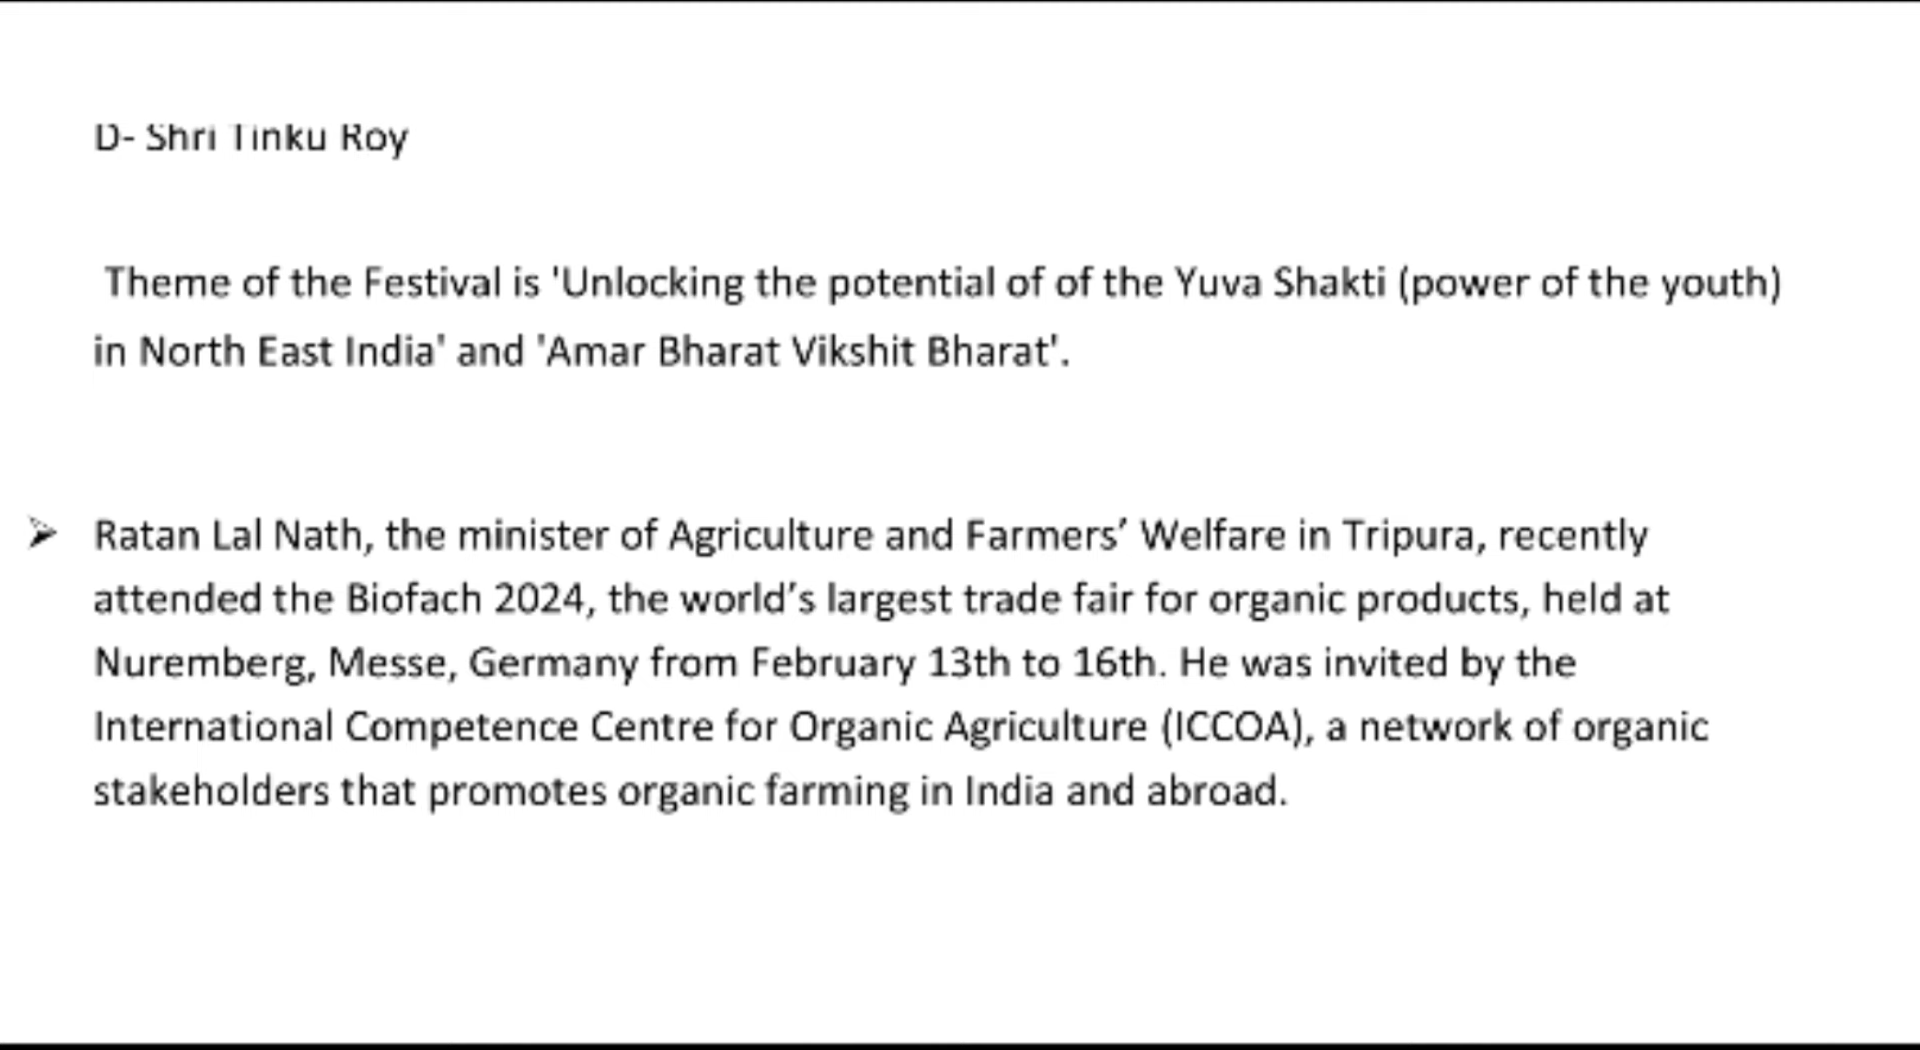 D- Shri Tinku Roy
Theme of the Festival is 'Unlocking the potential of of the Yuva Shakti (power of the youth)
in North East India' and 'Amar Bharat Vikshit Bharat'.
➢ Ratan Lal Nath, the minister of Agriculture and Farmers’ Welfare in Tripura, recently
attended the Biofach 2024, the world’s largest trade fair for organic products, held at
Nuremberg, Messe, Germany from February 13th to 16th. He was invited by the
International Competence Centre for Organic Agriculture (ICCOA), a network of organic
stakeholders that promotes organic farming in India and abroad.